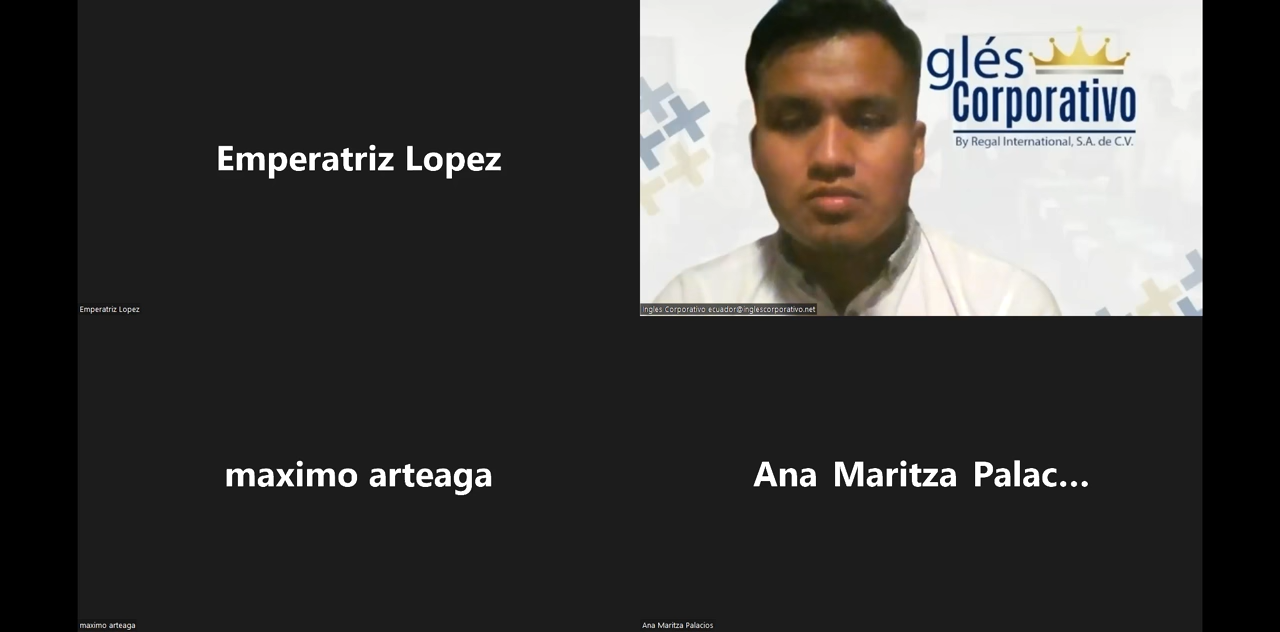 Emperatriz Lopez
Emperatriz Lopez
glés
Corporativo
By Regal International, S.A. de C.V.
Ingles Corporativo ecuador@inglescorporativo.net
maximo arteaga
maximo arteaga
Ana Maritza Palac...
Ana Maritza Palacios